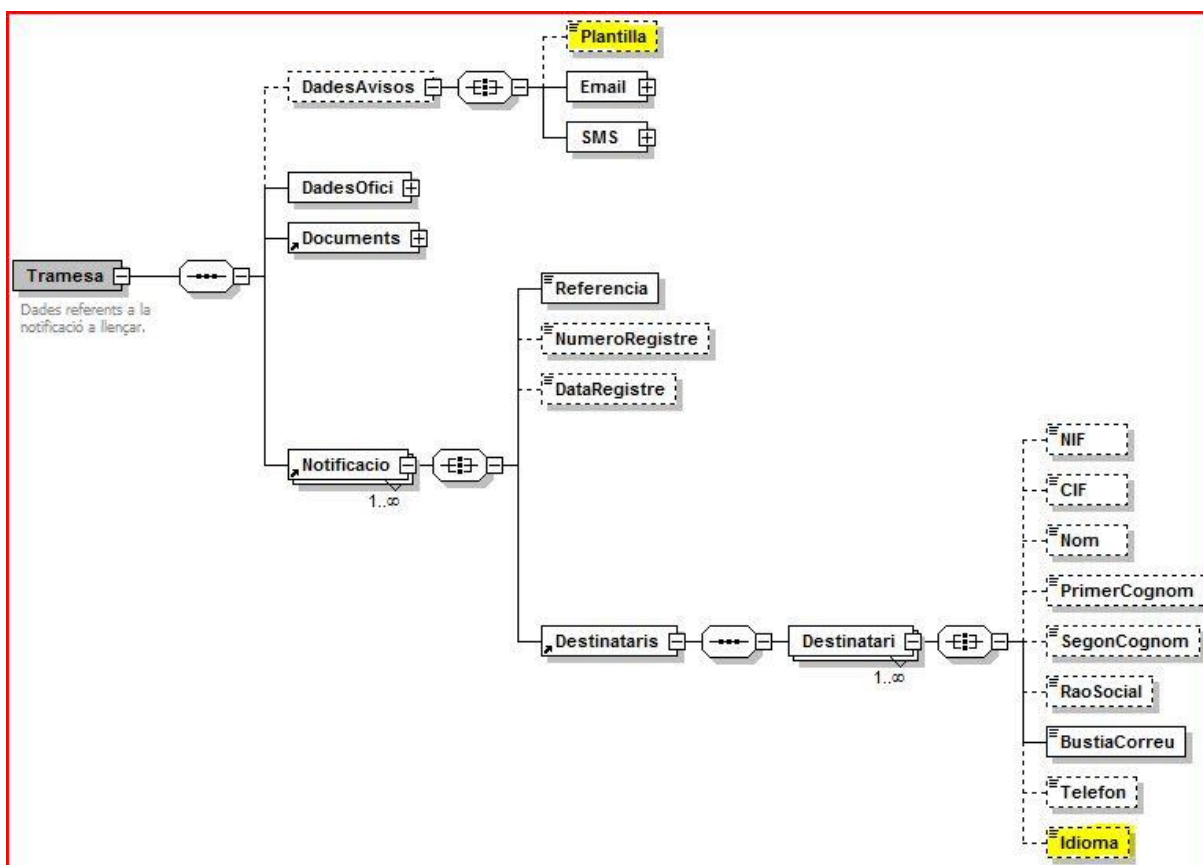 Plantilla
DadesAvisos
Email
SMS
DadesOfici
Documents
Tramesa
Dades referents a la
notificació a llençar.
Referencia
NumeroRegistre
DataRegistre
Notificacio
1..∞
NIF
CIF
Nom
PrimerCognom
Destinataris
Destinatari
1..∞
SegonCognom
RaoSocial
BustiaCorreu
Telefon
Idioma